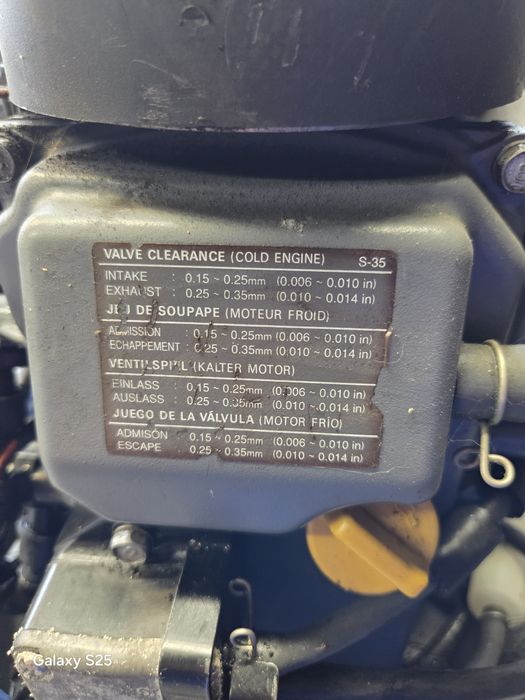 VALVE CLEARANCE (COLD ENGINE) S-35
INTAKE : 0.15 ~ 0.25mm (0.006 ~ 0.010 in)
EXHAUST : 0.25 ~ 0.35mm (0.010 ~ 0.014 in)
JEU DE SOUPAPE (MOTEUR FROID)
ADMISSION : 0.15 ~ 0.25mm (0.006 ~ 0.010 in)
ECHAPPEMENT : 0.25 ~ 0.35mm (0.010 ~ 0.014 in)
VENTILSPIEL (KALTER MOTOR)
EINLASS : 0.15 ~ 0.25mm (0.006 ~ 0.010 in)
AUSLASS : 0.25 ~ 0.35mm (0.010 ~ 0.014 in)
JUEGO DE LA VÁLVULA (MOTOR FRÍO)
ADMISÓN : 0.15 ~ 0.25mm (0.006 ~ 0.010 in)
ESCAPE : 0.25 ~ 0.35mm (0.010 ~ 0.014 in)
Galaxy S25